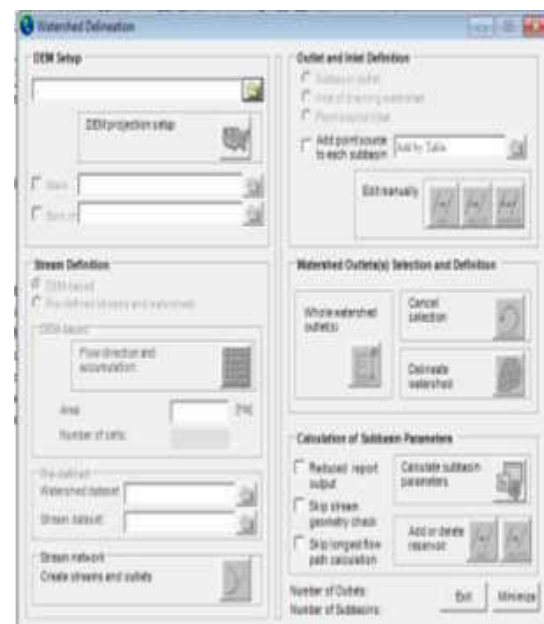 Watershed Delineation
DEM Setup
DEM projection setup
Mask
Burn In
Stream Definition
DEM-based
Pre-defined streams and watersheds
DEM-based
Flow direction and
accumulation
Area
[Ha]
Number of cells:
Pre-defined
Watershed dataset
Stream dataset
Stream network
Create streams and outlets
Outlet and Inlet Definition
Subbasin outlet
Inlet of draining watershed
Point source inlet
Add point source
to each subbasin
Add by Table
Edit manually
Watershed Outlets(s) Selection and Definition
Whole watershed
outlet(s)
Cancel
selection
Delineate
watershed
Calculation of Subbasin Parameters
Reduced report
output
Skip stream
geometry check
Skip longest flow
path calculation
Calculate subbasin
parameters
Add or delete
reservoir
Number of Outlets:
Number of Subbasins:
Exit
Minimize